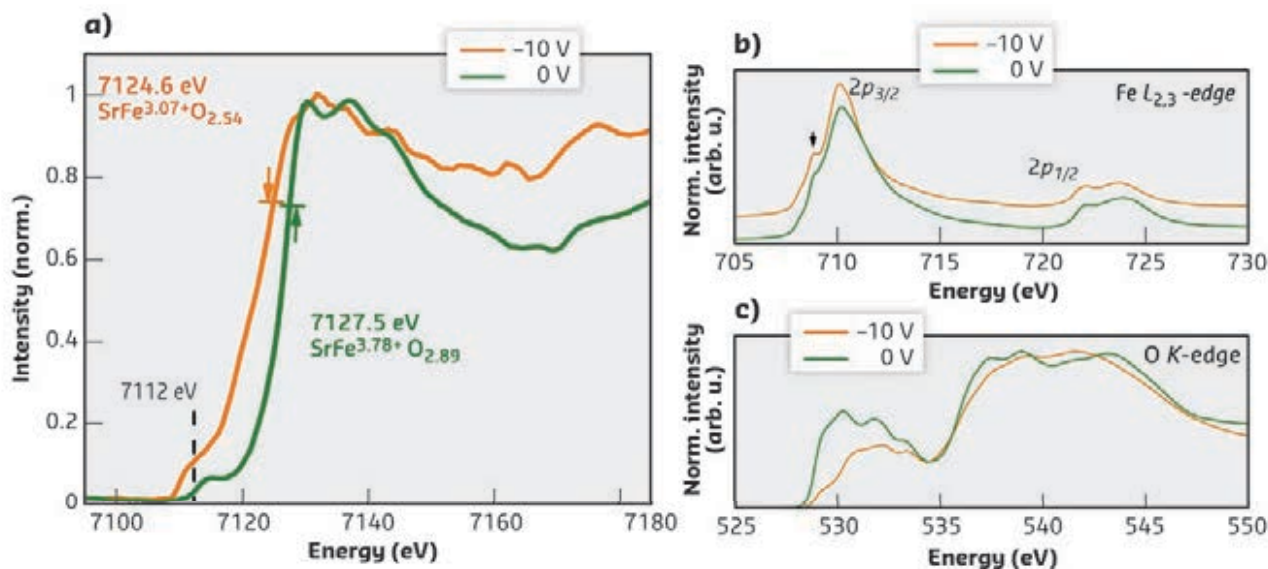 a)
−10 V
0 V
7124.6 eV
SrFe3.07+O2.54
7127.5 eV
SrFe3.78+ O2.89
7112 eV
Intensity (norm.)
1
0.8
0.6
0.4
0.2
0
7100 7120 7140 7160 7180
Energy (eV)
b)
−10 V
0 V
2p3/2
Fe L2,3 -edge
2p1/2
Norm. intensity
(arb. u.)
705 710 715 720 725 730
Energy (eV)
c)
−10 V
0 V
O K-edge
Norm. intensity
(arb. u.)
525 530 535 540 545 550
Energy (eV)